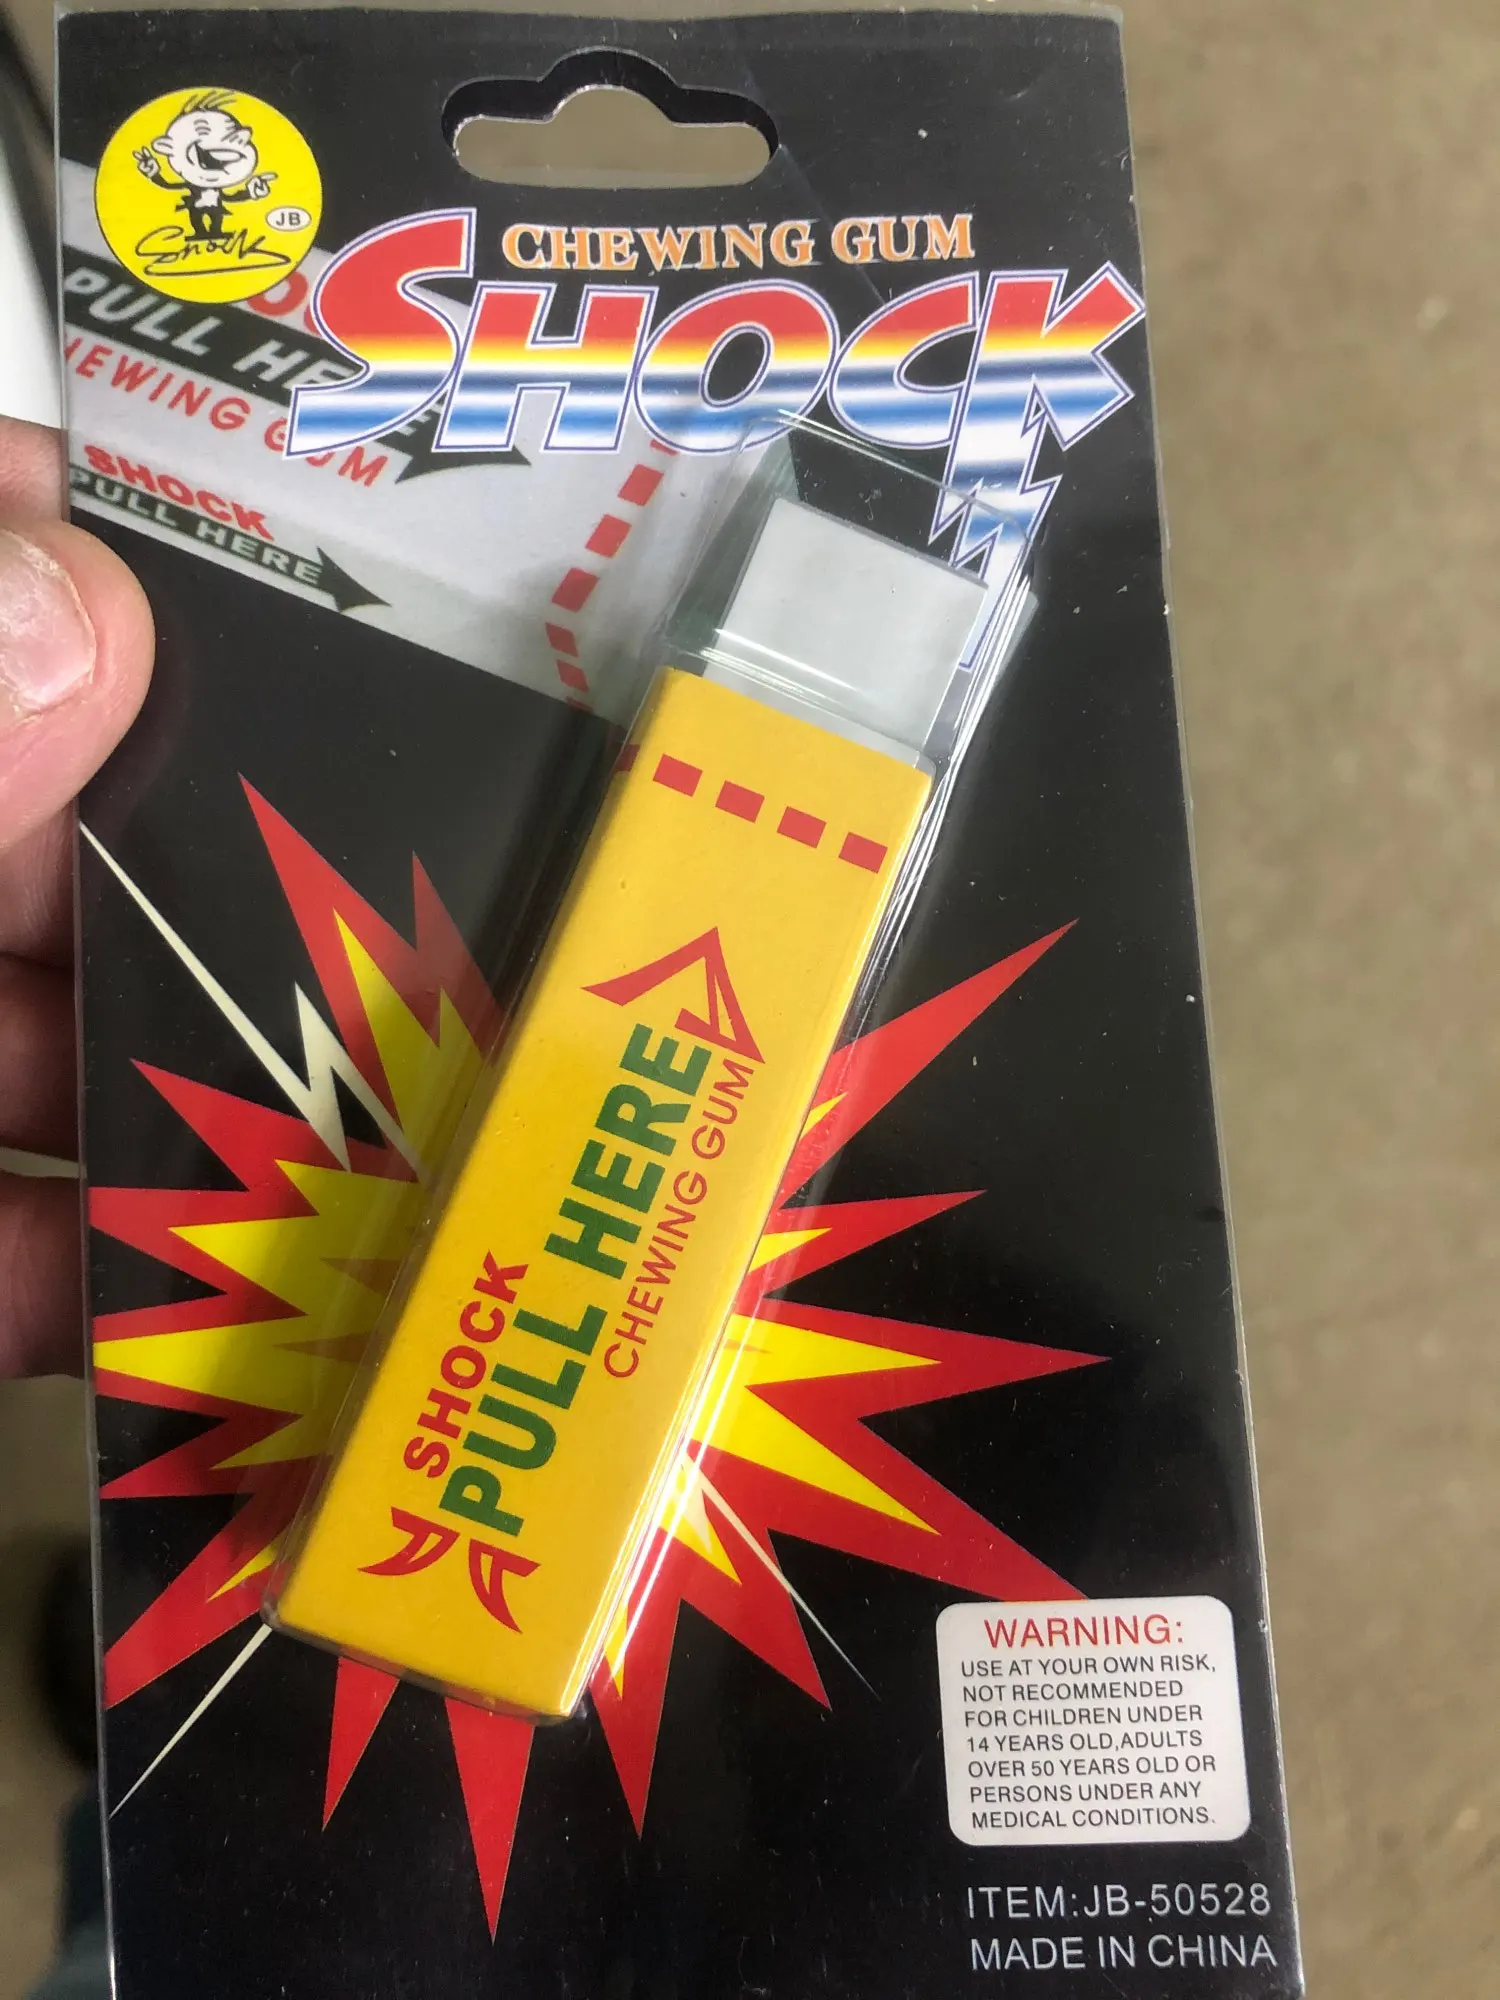 JB
CHEWING GUM
SHOCK
PULL HERE
HEWING GUM
SHOCK
PULL HERE
SHOCK
PULL HERE
CHEWING GUM
WARNING:
USE AT YOUR OWN RISK,
NOT RECOMMENDED
FOR CHILDREN UNDER
14 YEARS OLD,ADULTS
OVER 50 YEARS OLD OR
PERSONS UNDER ANY
MEDICAL CONDITIONS.
ITEM:JB-50528
MADE IN CHINA